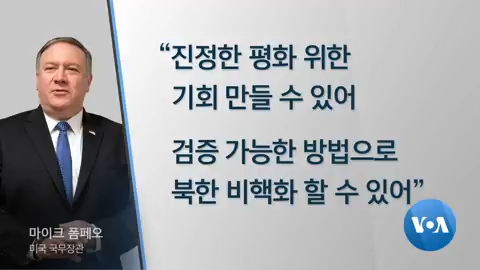 “진정한 평화 위한
기회 만들 수 있어
검증 가능한 방법으로
북한 비핵화 할 수 있어”
마이크 폼페오
미국 국무장관
VOA